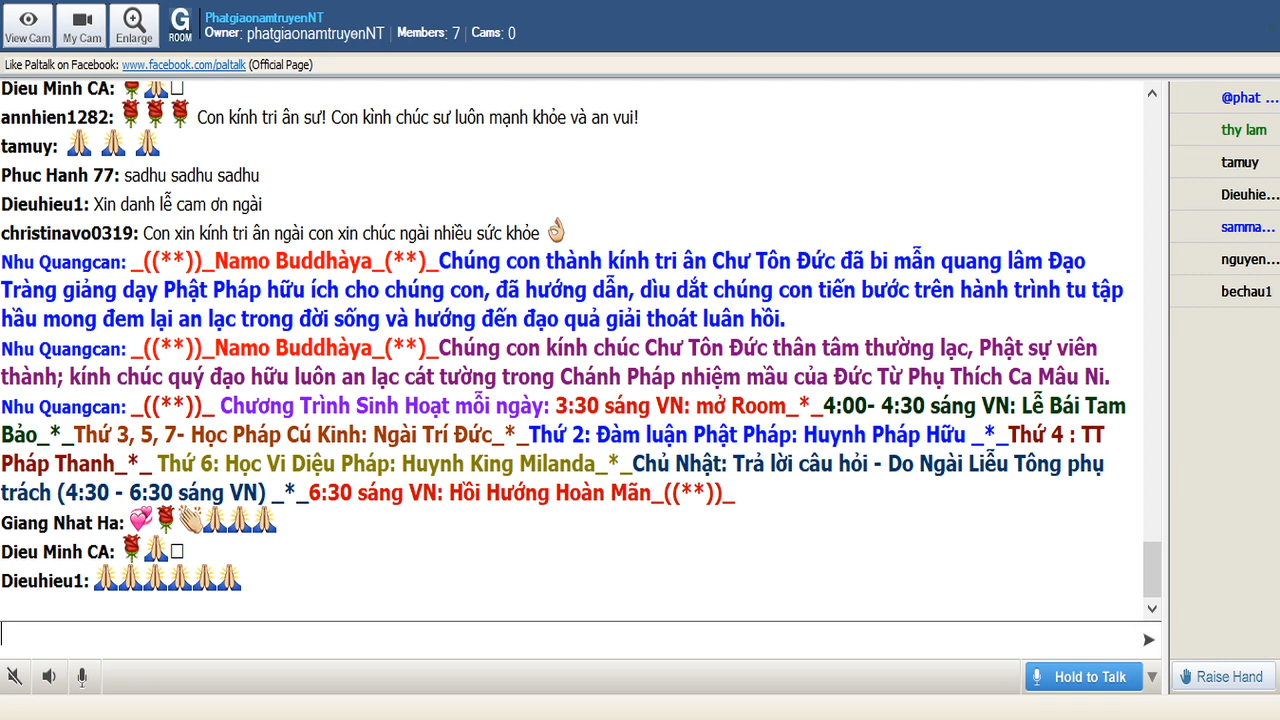 PhatgiaonamtruyenNT
View Cam My Cam Enlarge G ROOM Owner: phatgiaonamtruyenNT Members: 7 Cams: 0
Like Paltalk on Facebook: www.facebook.com/paltalk (Official Page)
Dieu Minh CA: 🌹🙏□
annhien1282: 🌹🌹🌹 Con kính tri ân sư! Con kình chúc sư luôn mạnh khỏe và an vui!
tamuy: 🙏 🙏 🙏
Phuc Hanh 77: sadhu sadhu sadhu
Dieuhieu1: Xin danh lễ cam ơn ngài
christinavo0319: Con xin kính tri ân ngài con xin chúc ngài nhiều sức khỏe 👌
Nhu Quangcan: _((**))_Namo Buddhàya_(**)_Chúng con thành kính tri ân Chư Tôn Đức đã bi mẫn quang lâm Đạo
Tràng giảng dạy Phật Pháp hữu ích cho chúng con, đã hướng dẫn, dìu dắt chúng con tiến bước trên hành trình tu tập
hầu mong đem lại an lạc trong đời sống và hướng đến đạo quả giải thoát luân hồi.
Nhu Quangcan: _((**))_Namo Buddhàya_(**)_Chúng con kính chúc Chư Tôn Đức thân tâm thường lạc, Phật sự viên
thành; kính chúc quý đạo hữu luôn an lạc cát tường trong Chánh Pháp nhiệm mầu của Đức Từ Phụ Thích Ca Mâu Ni.
Nhu Quangcan: _((**))_ Chương Trình Sinh Hoạt mỗi ngày: 3:30 sáng VN: mở Room_*_4:00- 4:30 sáng VN: Lễ Bái Tam
Bảo_*_Thứ 3, 5, 7- Học Pháp Cú Kinh: Ngài Trí Đức_*_Thứ 2: Đàm luận Phật Pháp: Huynh Pháp Hữu _*_Thứ 4 : TT
Pháp Thanh_*_ Thứ 6: Học Vi Diệu Pháp: Huynh King Milanda_*_Chủ Nhật: Trả lời câu hỏi - Do Ngài Liễu Tông phụ
trách (4:30 - 6:30 sáng VN) _*_6:30 sáng VN: Hồi Hướng Hoàn Mãn_((**))_
Giang Nhat Ha: 💞🌹👏🙏🙏🙏
Dieu Minh CA: 🌹🙏□
Dieuhieu1: 🙏🙏🙏🙏🙏🙏
@phat ...
thy lam
tamuy
Dieuhie...
samma...
nguyen...
bechau1
Hold to Talk
Raise Hand